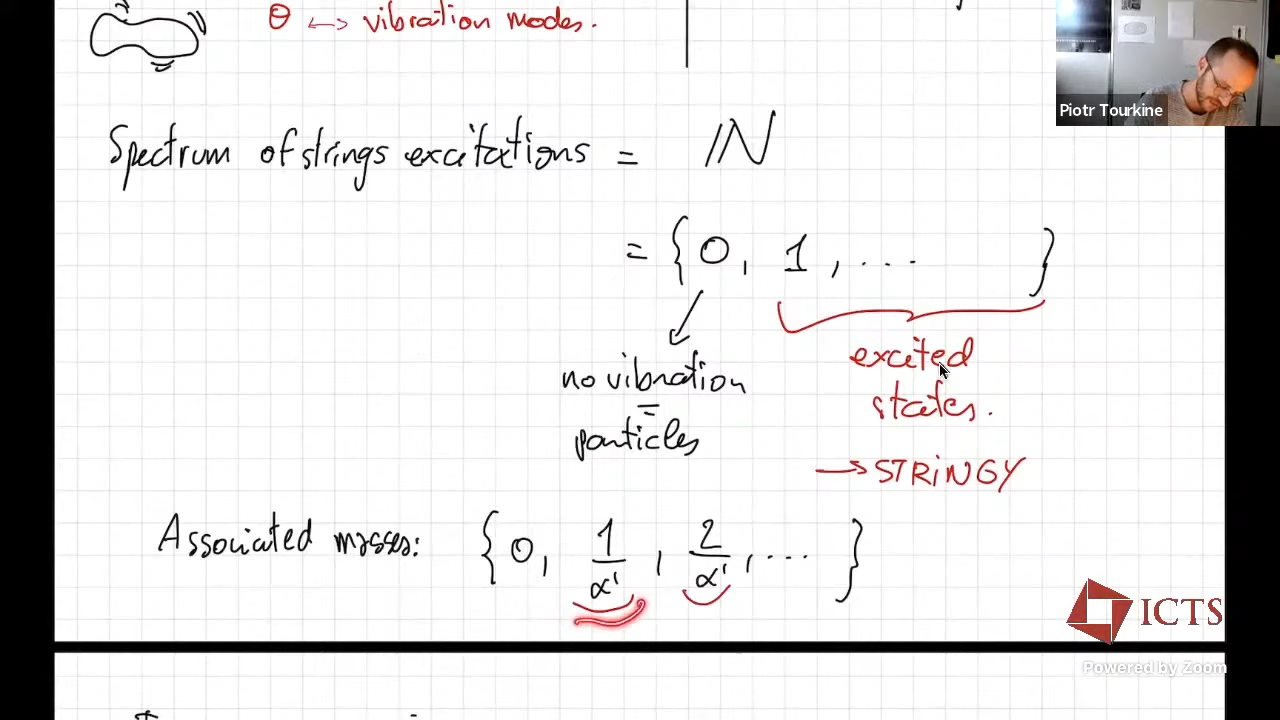 θ ↔ vibration modes.
Piotr Tourkine
Spectrum of strings excitations = ℕ
= { 0, 1, ... }
no vibration
=
particles
excited
states.
→ STRINGY
Associated masses: { 0, 1/α' , 2/α' , ... }
ICTS
Powered by Zoom